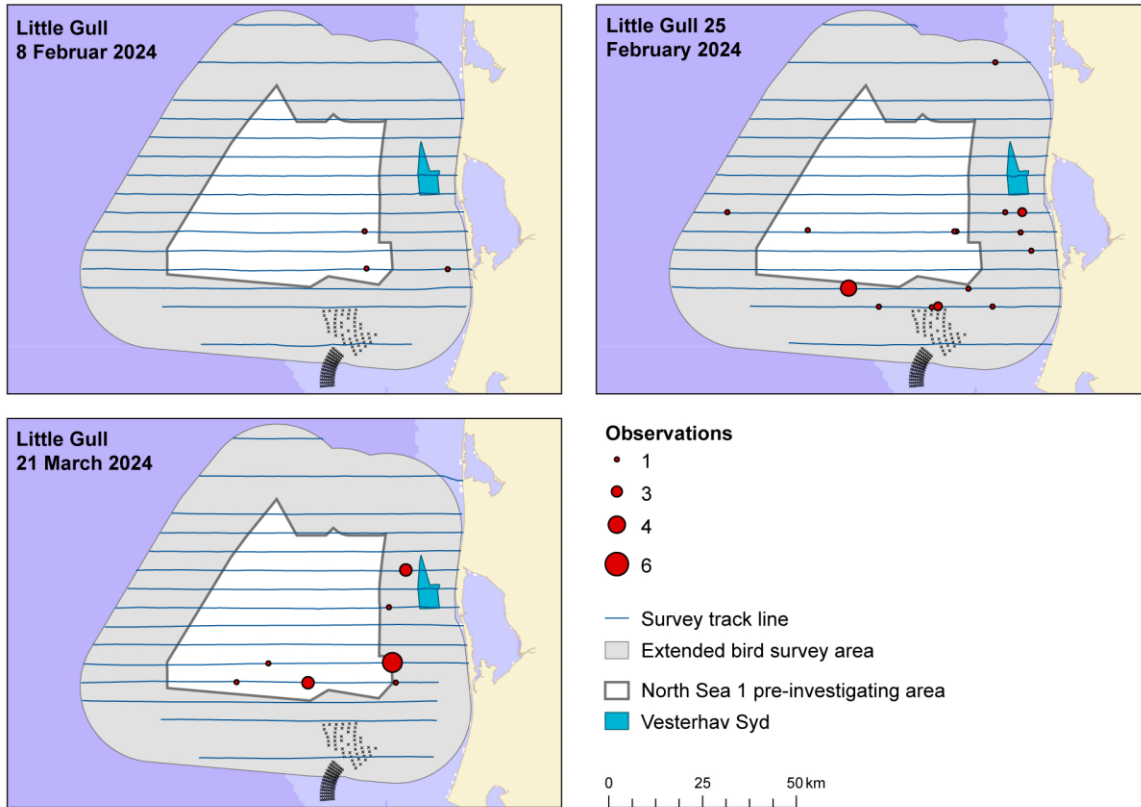 Little Gull
8 Februar 2024
Little Gull 25
February 2024
Little Gull
21 March 2024
Observations
1
3
4
6
Survey track line
Extended bird survey area
North Sea 1 pre-investigating area
Vesterhav Syd
0 25 50 km